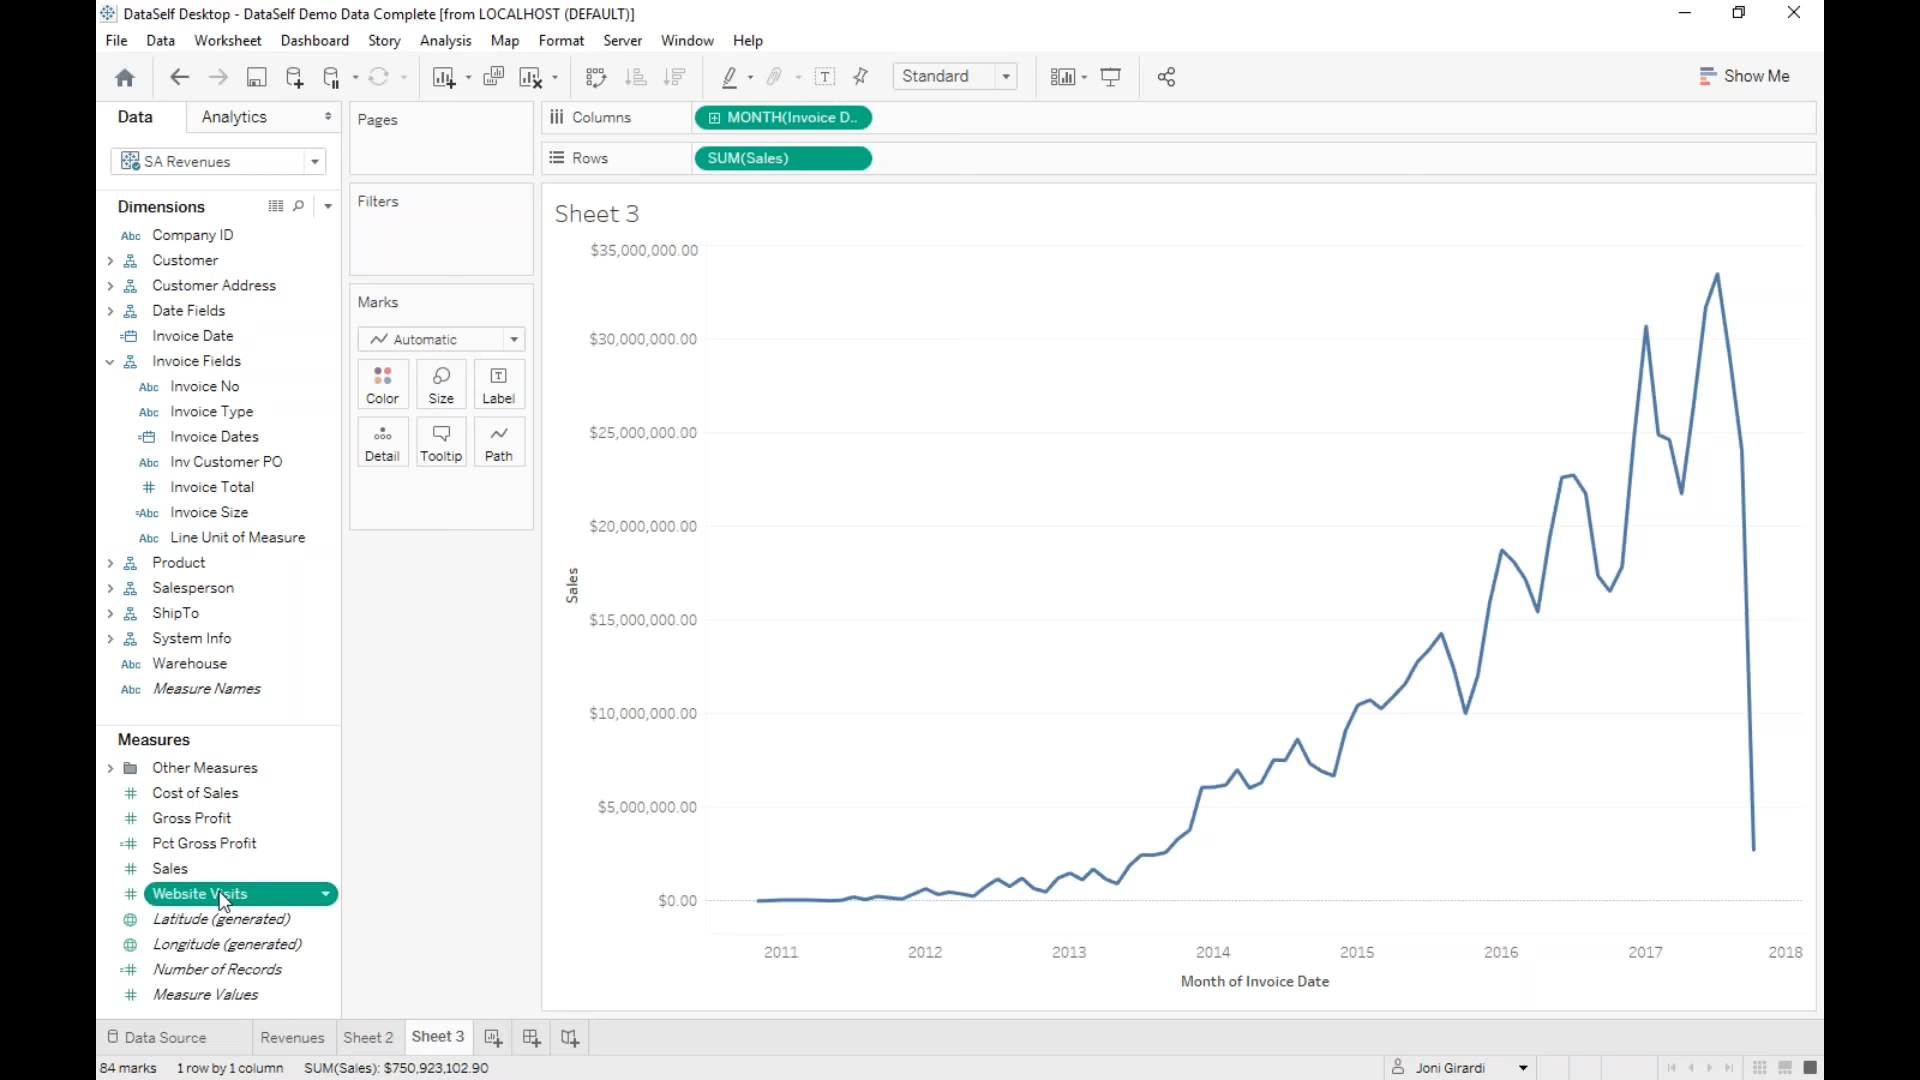 DataSelf Desktop - DataSelf Demo Data Complete [from LOCALHOST (DEFAULT)]
File Data Worksheet Dashboard Story Analysis Map Format Server Window Help
Standard
Show Me
Data Analytics
SA Revenues
Dimensions
Abc Company ID
Customer
Customer Address
Date Fields
Invoice Date
Invoice Fields
Abc Invoice No
Abc Invoice Type
Invoice Dates
Abc Inv Customer PO
# Invoice Total
=Abc Invoice Size
Abc Line Unit of Measure
Product
Salesperson
ShipTo
System Info
Abc Warehouse
Abc Measure Names
Measures
Other Measures
# Cost of Sales
# Gross Profit
=# Pct Gross Profit
# Sales
# Website Visits
Latitude (generated)
Longitude (generated)
=# Number of Records
# Measure Values
Pages
Filters
Marks
Automatic
Color Size Label
Detail Tooltip Path
Columns MONTH(Invoice D..
Rows SUM(Sales)
Sheet 3
$35,000,000.00
$30,000,000.00
$25,000,000.00
$20,000,000.00
$15,000,000.00
$10,000,000.00
$5,000,000.00
$0.00
Sales
2011 2012 2013 2014 2015 2016 2017 2018
Month of Invoice Date
Data Source Revenues Sheet 2 Sheet 3
84 marks 1 row by 1 column SUM(Sales): $750,923,102.90
Joni Girardi